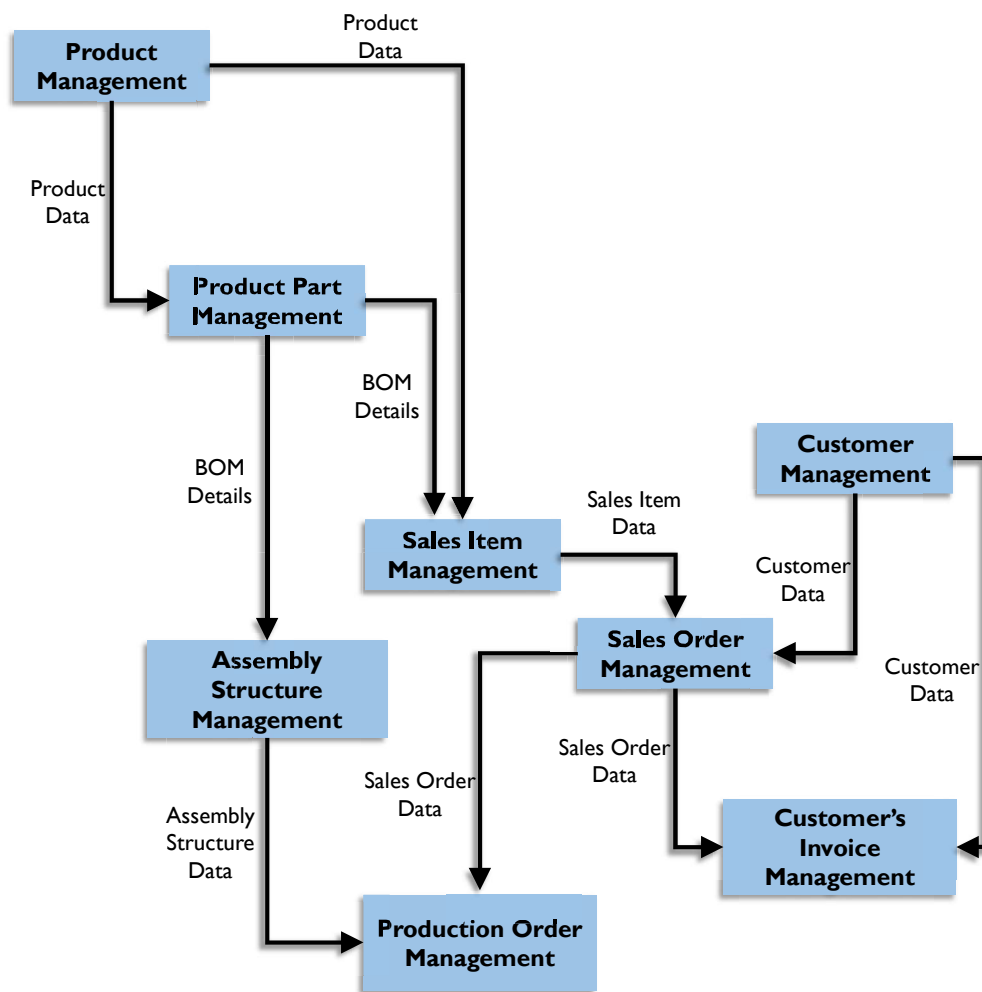 Product
Data
Product
Management
Product
Data
Product Part
Management
BOM
Details
BOM
Details
Customer
Management
Sales Item
Data
Sales Item
Management
Customer
Data
Sales Order
Management
Assembly
Structure
Management
Customer
Data
Sales Order
Data
Sales Order
Data
Assembly
Structure
Data
Customer’s
Invoice
Management
Production Order
Management